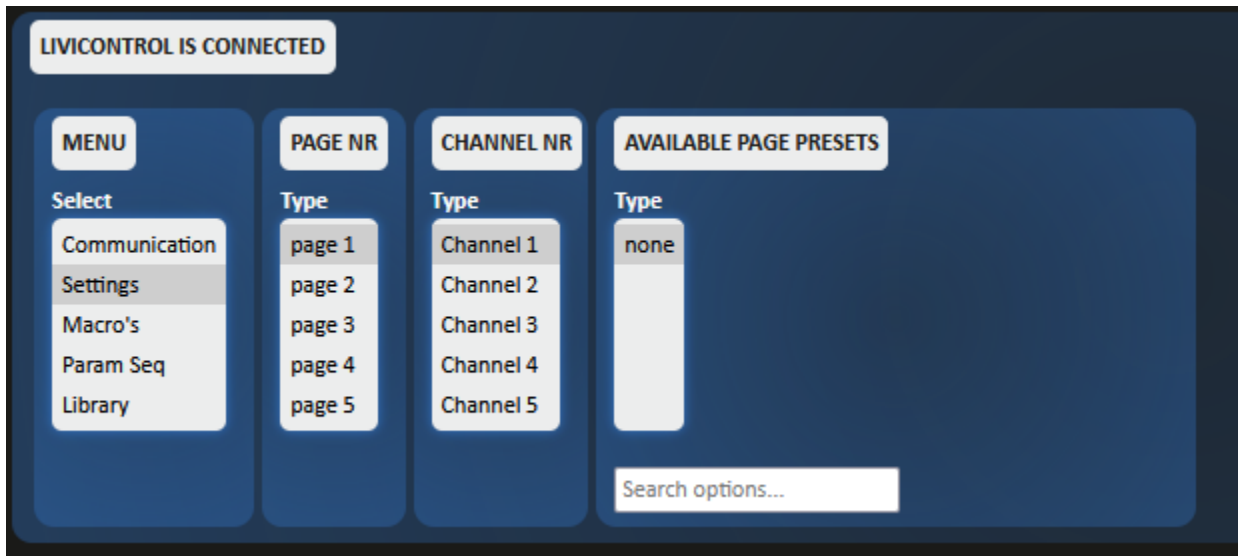 LIVICONTROL IS CONNECTED
MENU
Select
Communication
Settings
Macro's
Param Seq
Library
PAGE NR
Type
page 1
page 2
page 3
page 4
page 5
CHANNEL NR
Type
Channel 1
Channel 2
Channel 3
Channel 4
Channel 5
AVAILABLE PAGE PRESETS
Type
none
Search options...